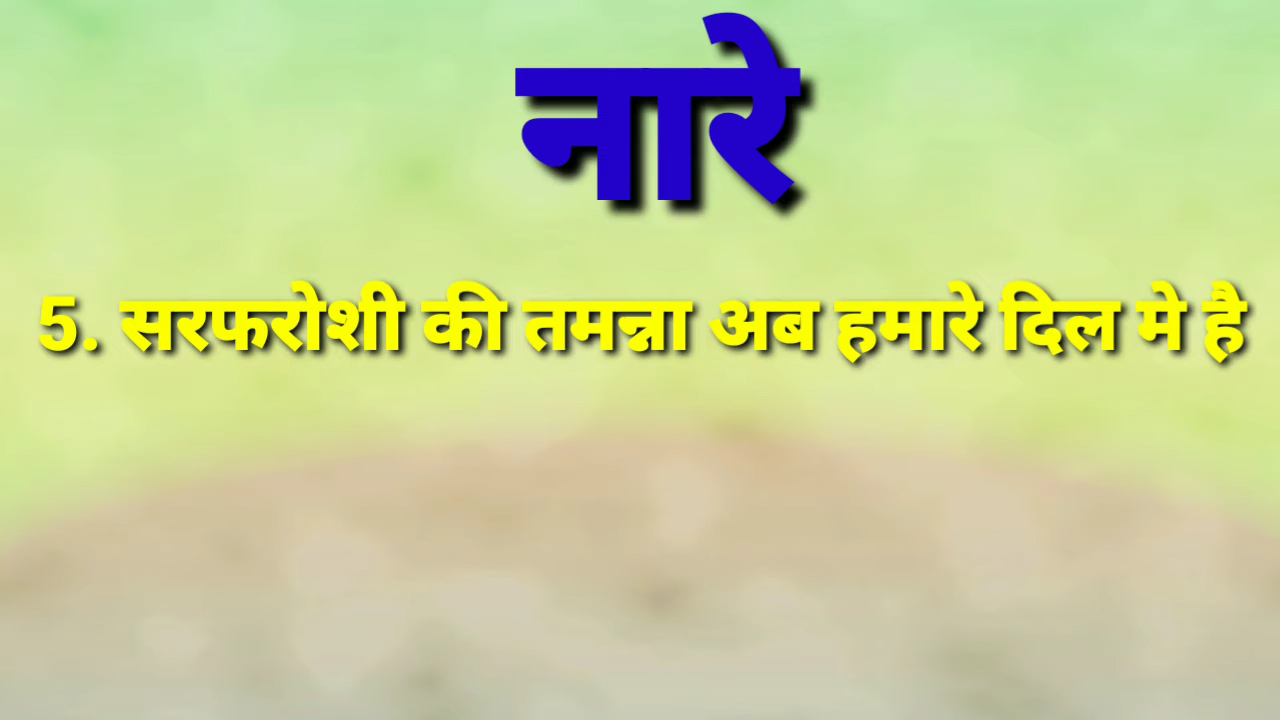 नारे
5. सरफरोशी की तमन्ना अब हमारे दिल मे है